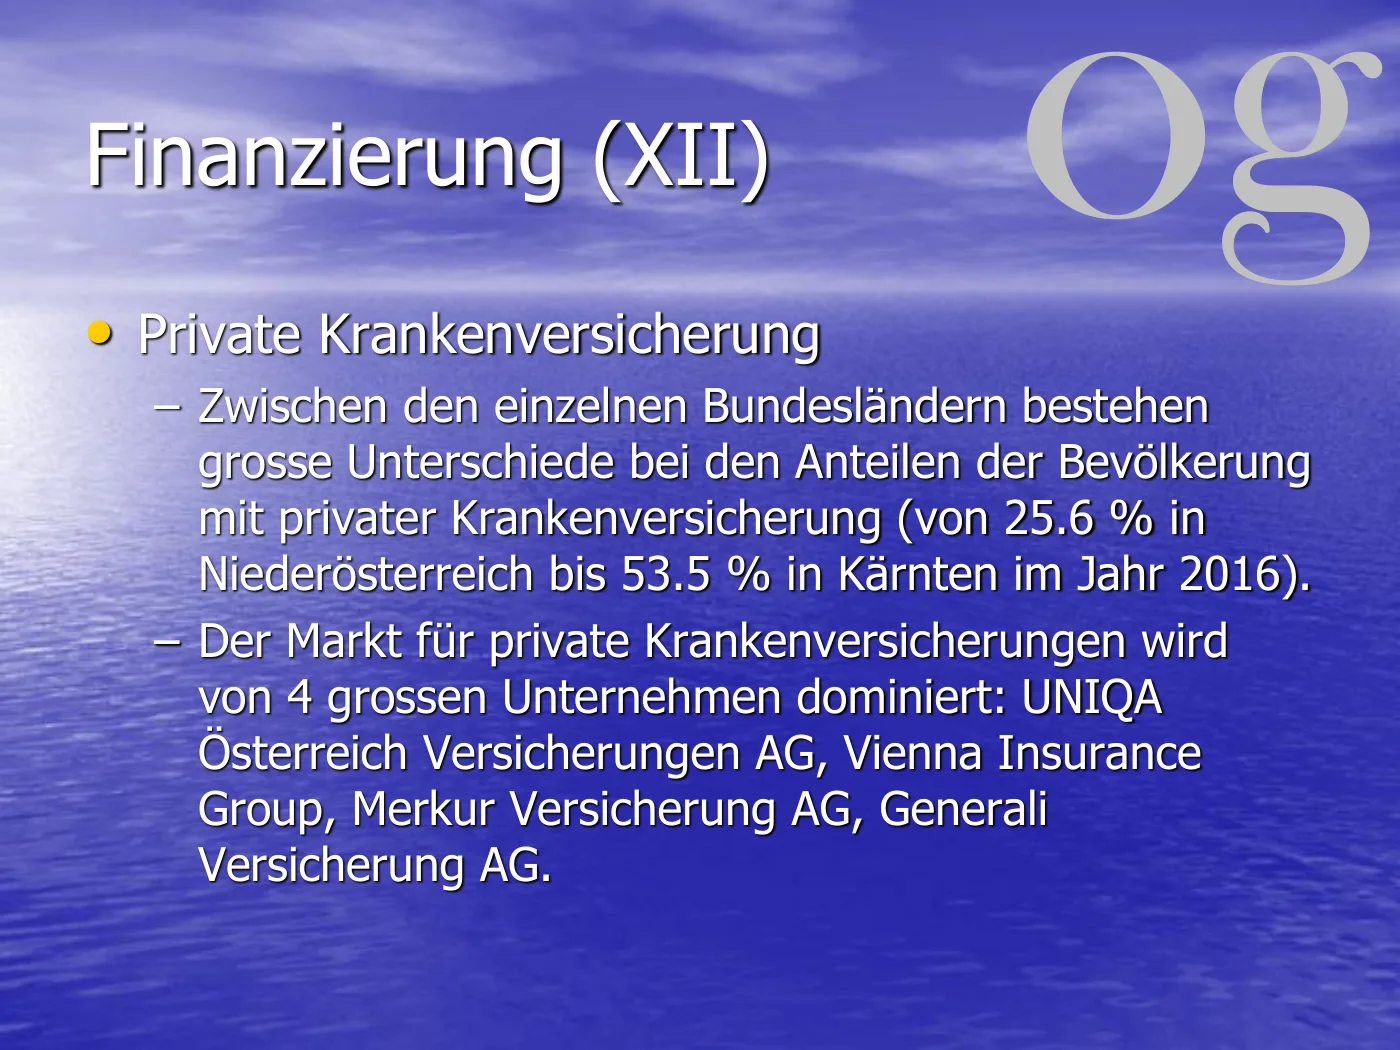 og
Finanzierung (XII)
• Private Krankenversicherung
– Zwischen den einzelnen Bundesländern bestehen
grosse Unterschiede bei den Anteilen der Bevölkerung
mit privater Krankenversicherung (von 25.6 % in
Niederösterreich bis 53.5 % in Kärnten im Jahr 2016).
– Der Markt für private Krankenversicherungen wird
von 4 grossen Unternehmen dominiert: UNIQA
Österreich Versicherungen AG, Vienna Insurance
Group, Merkur Versicherung AG, Generali
Versicherung AG.